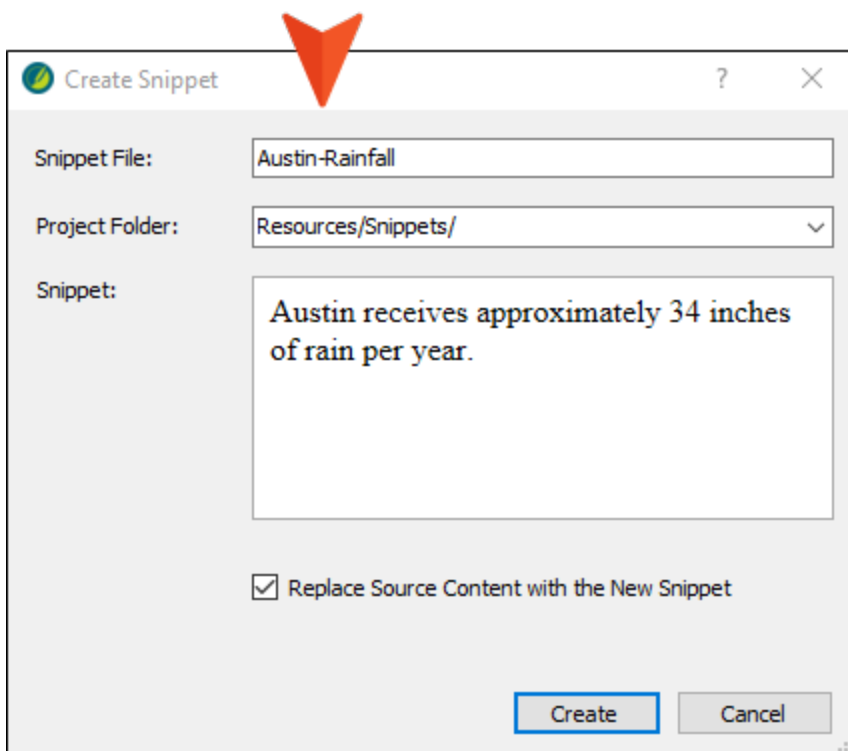 Create Snippet ?
Snippet File: Austin-Rainfall
Project Folder: Resources/Snippets/
Snippet: Austin receives approximately 34 inches
of rain per year.
Replace Source Content with the New Snippet
Create Cancel